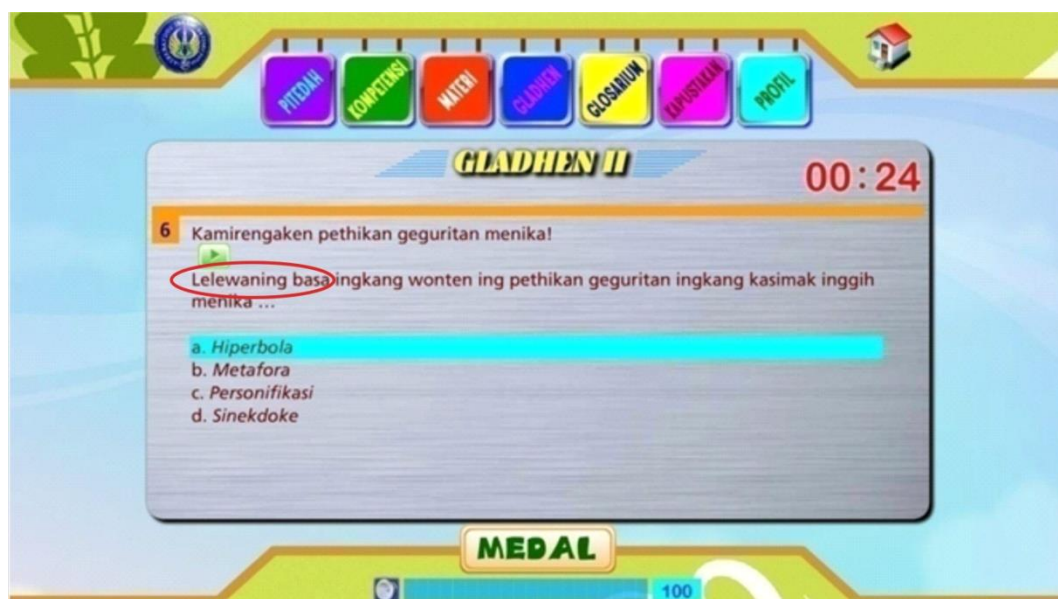 PITEDAH
KOMPETENSI
MATERI
GLADHEN
GLOSARIUM
KAPUSTAKAN
PROFIL
GLADHEN II
00:24
6 Kamirengaken pethikan geguritan menika!
Lelewaning basa ingkang wonten ing pethikan geguritan ingkang kasimak inggih
menika ...
a. Hiperbola
b. Metafora
c. Personifikasi
d. Sinekdoke
MEDAL
100